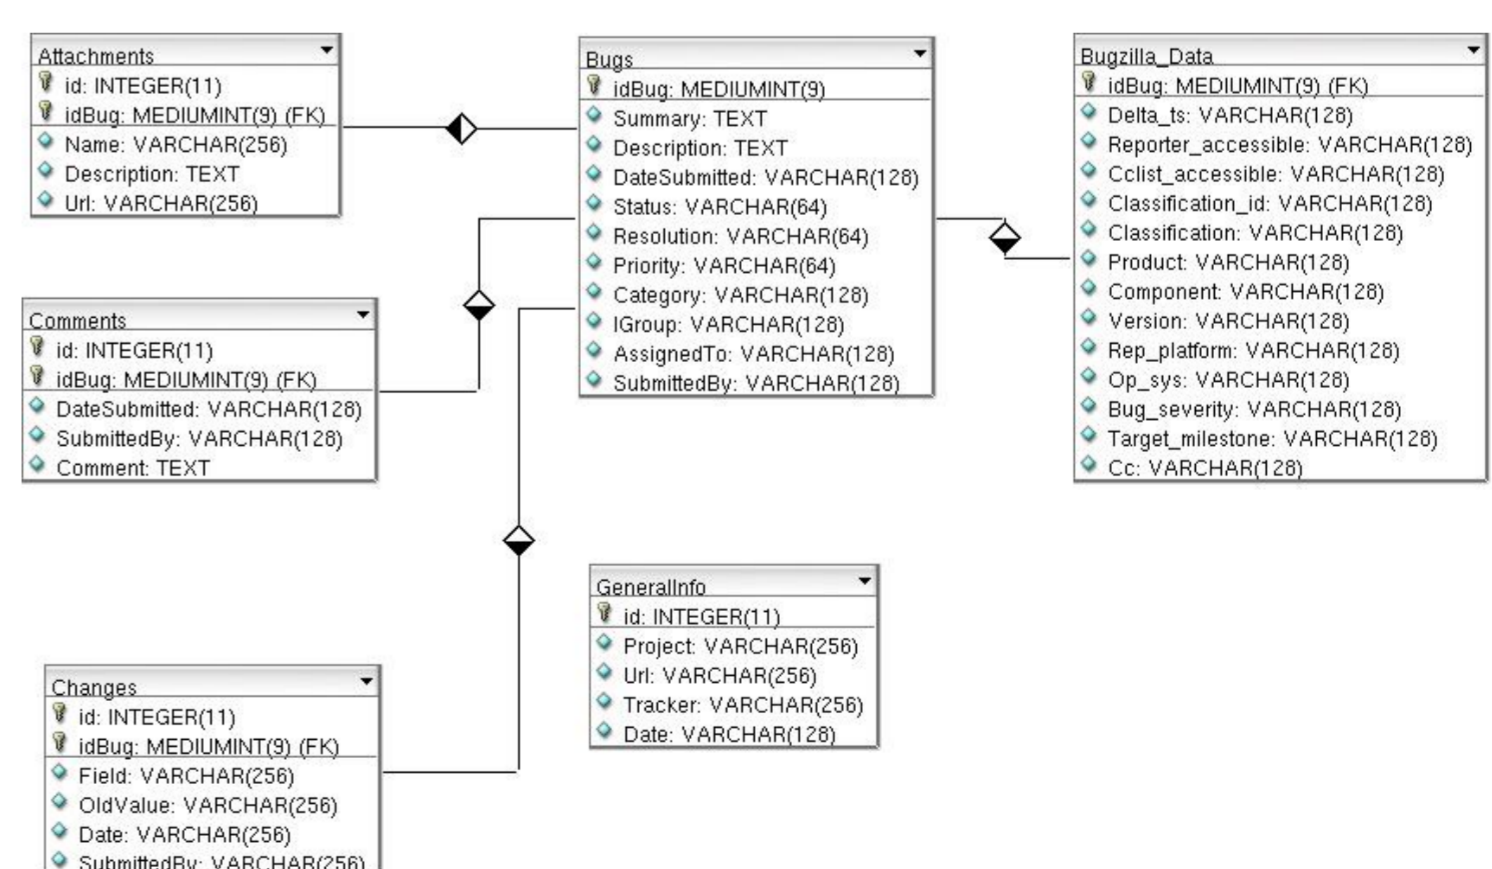 Attachments
id: INTEGER(11)
idBug: MEDIUMINT(9) (FK)
Name: VARCHAR(256)
Description: TEXT
Url: VARCHAR(256)
Bugs
idBug: MEDIUMINT(9)
Summary: TEXT
Description: TEXT
DateSubmitted: VARCHAR(128)
Status: VARCHAR(64)
Resolution: VARCHAR(64)
Priority: VARCHAR(64)
Category: VARCHAR(128)
IGroup: VARCHAR(128)
AssignedTo: VARCHAR(128)
SubmittedBy: VARCHAR(128)
Bugzilla_Data
idBug: MEDIUMINT(9) (FK)
Delta_ts: VARCHAR(128)
Reporter_accessible: VARCHAR(128)
Cclist_accessible: VARCHAR(128)
Classification_id: VARCHAR(128)
Classification: VARCHAR(128)
Product: VARCHAR(128)
Component: VARCHAR(128)
Version: VARCHAR(128)
Rep_platform: VARCHAR(128)
Op_sys: VARCHAR(128)
Bug_severity: VARCHAR(128)
Target_milestone: VARCHAR(128)
Cc: VARCHAR(128)
Comments
id: INTEGER(11)
idBug: MEDIUMINT(9) (FK)
DateSubmitted: VARCHAR(128)
SubmittedBy: VARCHAR(128)
Comment: TEXT
GeneralInfo
id: INTEGER(11)
Project: VARCHAR(256)
Url: VARCHAR(256)
Tracker: VARCHAR(256)
Date: VARCHAR(128)
Changes
id: INTEGER(11)
idBug: MEDIUMINT(9) (FK)
Field: VARCHAR(256)
OldValue: VARCHAR(256)
Date: VARCHAR(256)
SubmittedBy: VARCHAR(256)